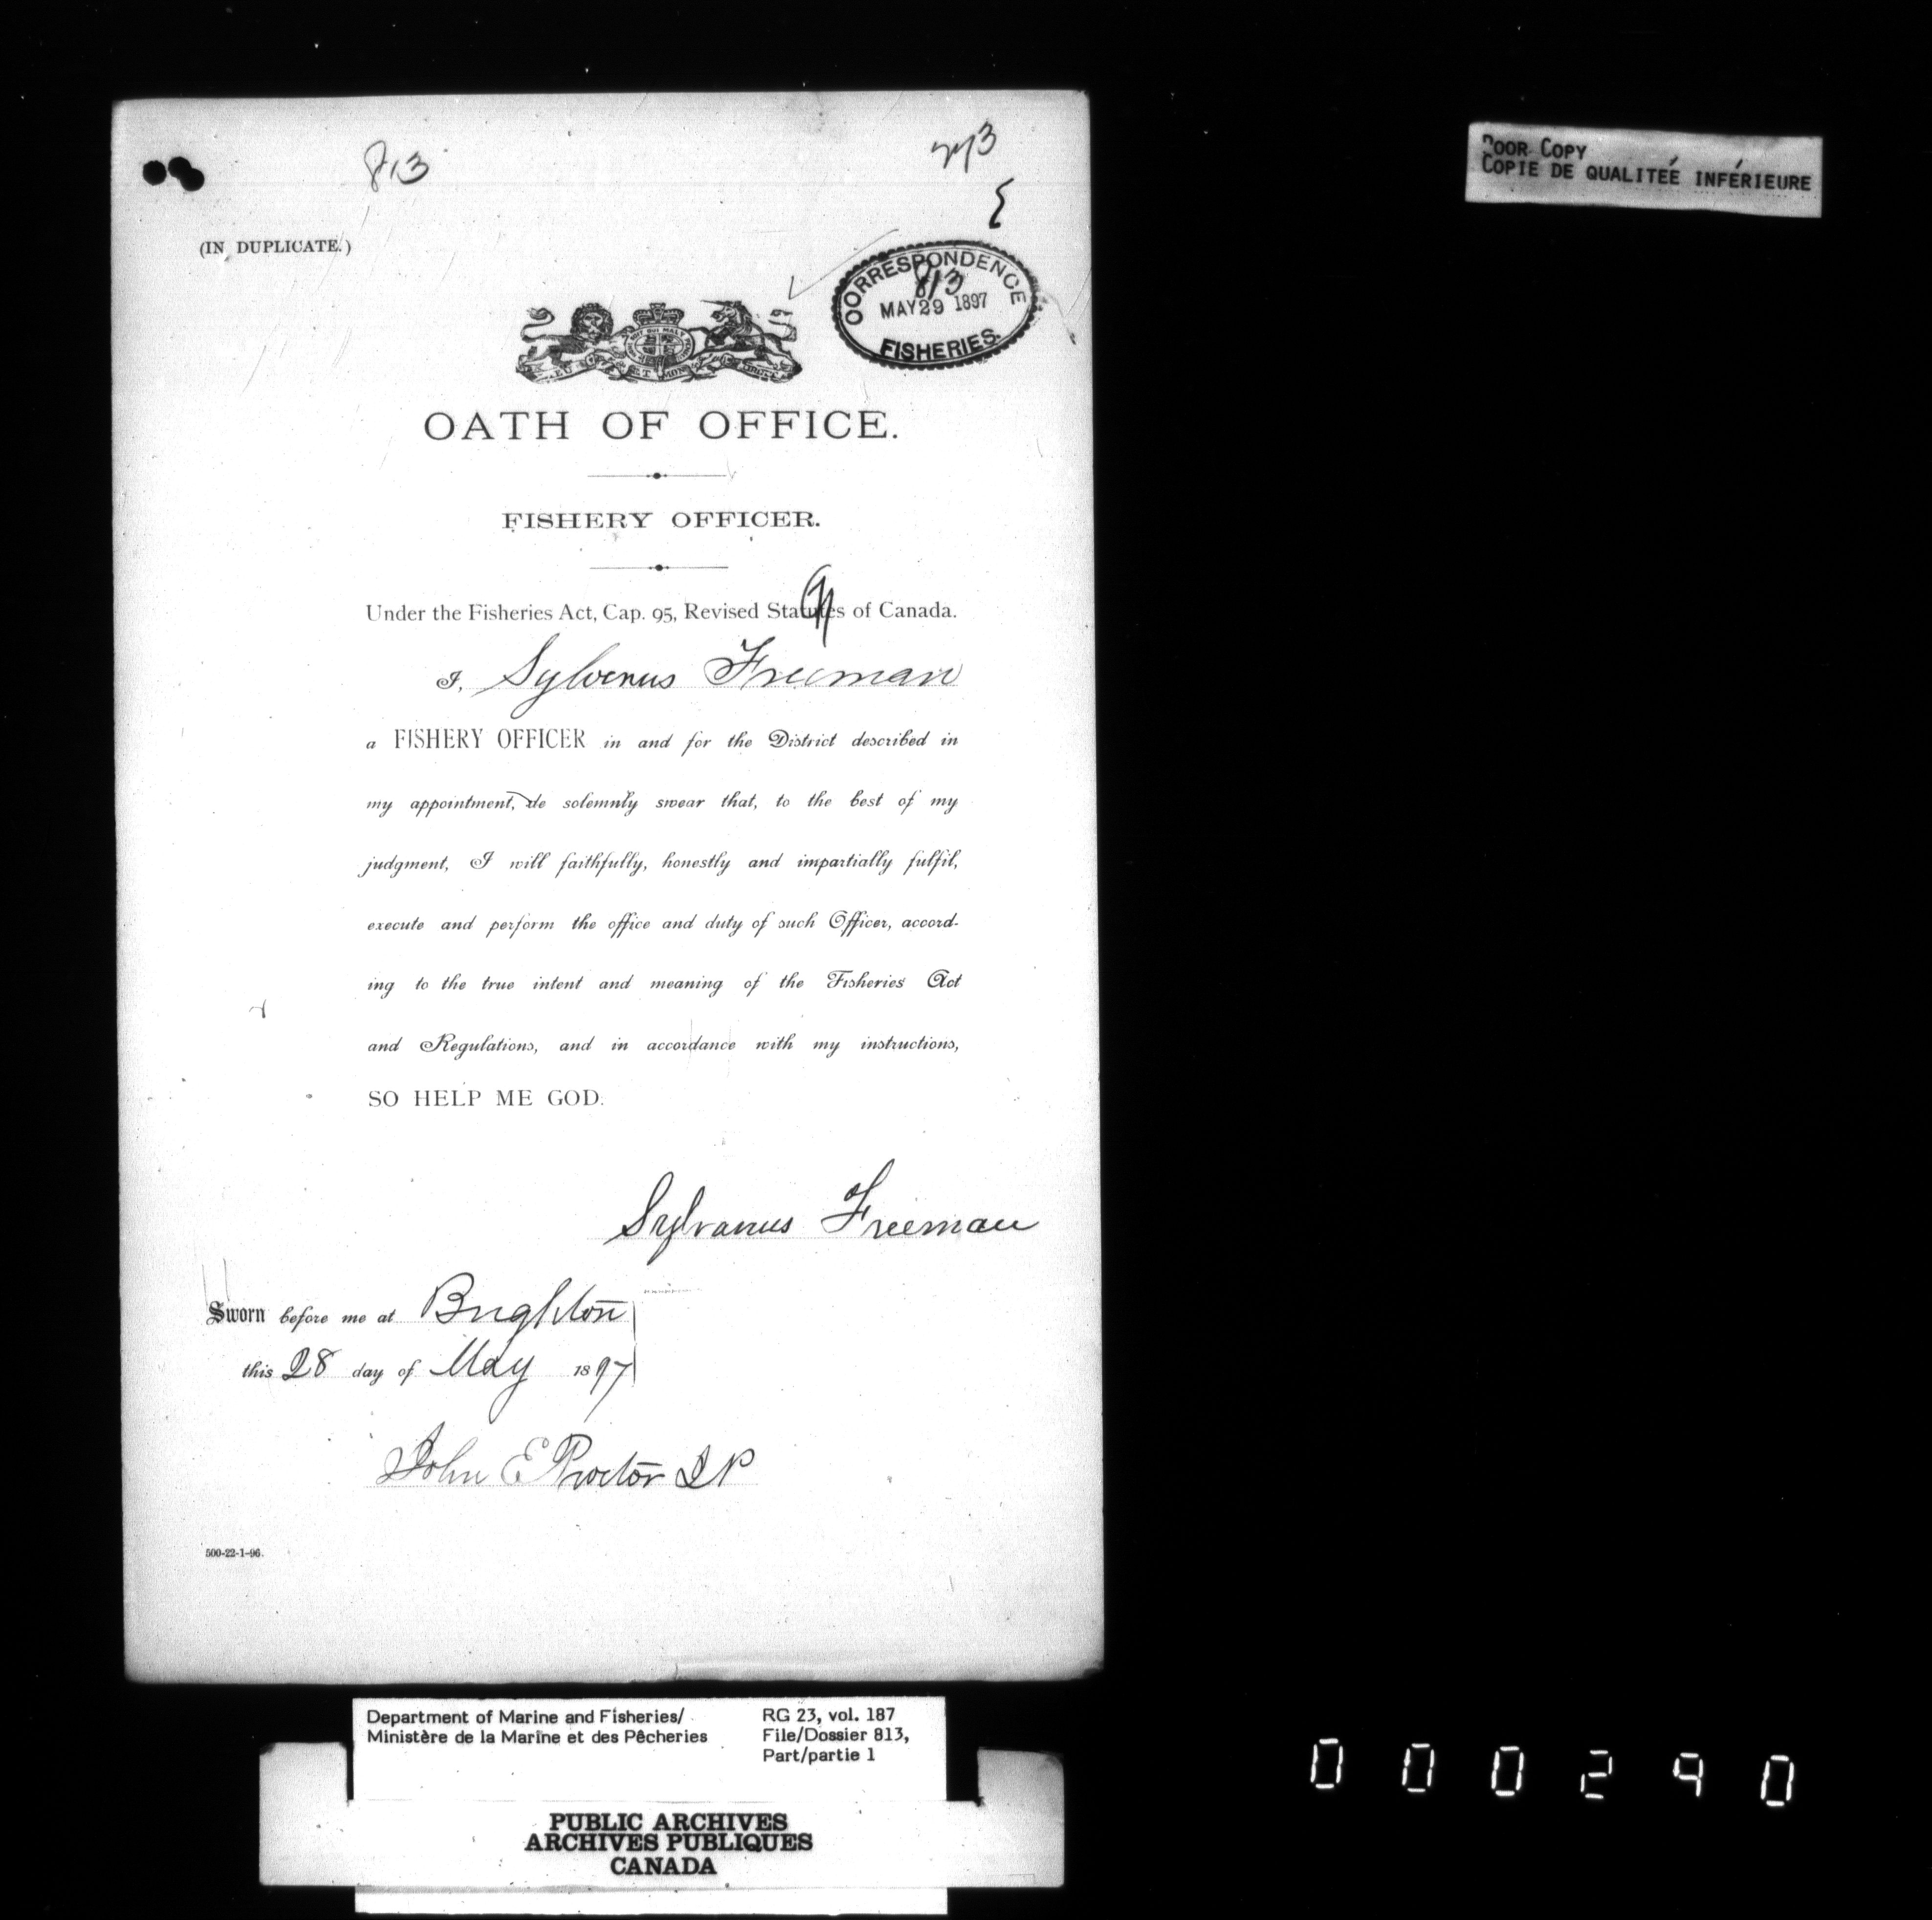 813
(IN DUPLICATE.)
CORRESPONDENCE
813
MAY 29 1897
FISHERIES.
OATH OF OFFICE.
FISHERY OFFICER.
Under the Fisheries Act, Cap. 95, Revised Statutes of Canada.
I, Sylvenus Freeman
a FISHERY OFFICER in and for the District described in
my appointment, do solemnly swear that, to the best of my
judgment, I will faithfully, honestly and impartially fulfil,
execute and perform the office and duty of such Officer, accord-
ing to the true intent and meaning of the Fisheries Act
and Regulations, and in accordance with my instructions,
SO HELP ME GOD.
Sylvanus Freeman
Sworn before me at Brighton
this 28 day of May 1897
John E Proctor JP
500-22-1-96.
POOR COPY
COPIE DE QUALITEÉ INFÉRIEURE
Department of Marine and Fisheries/
Ministère de la Marine et des Pêcheries
RG 23, vol. 187
File/Dossier 813,
Part/partie 1
PUBLIC ARCHIVES
ARCHIVES PUBLIQUES
CANADA
000290